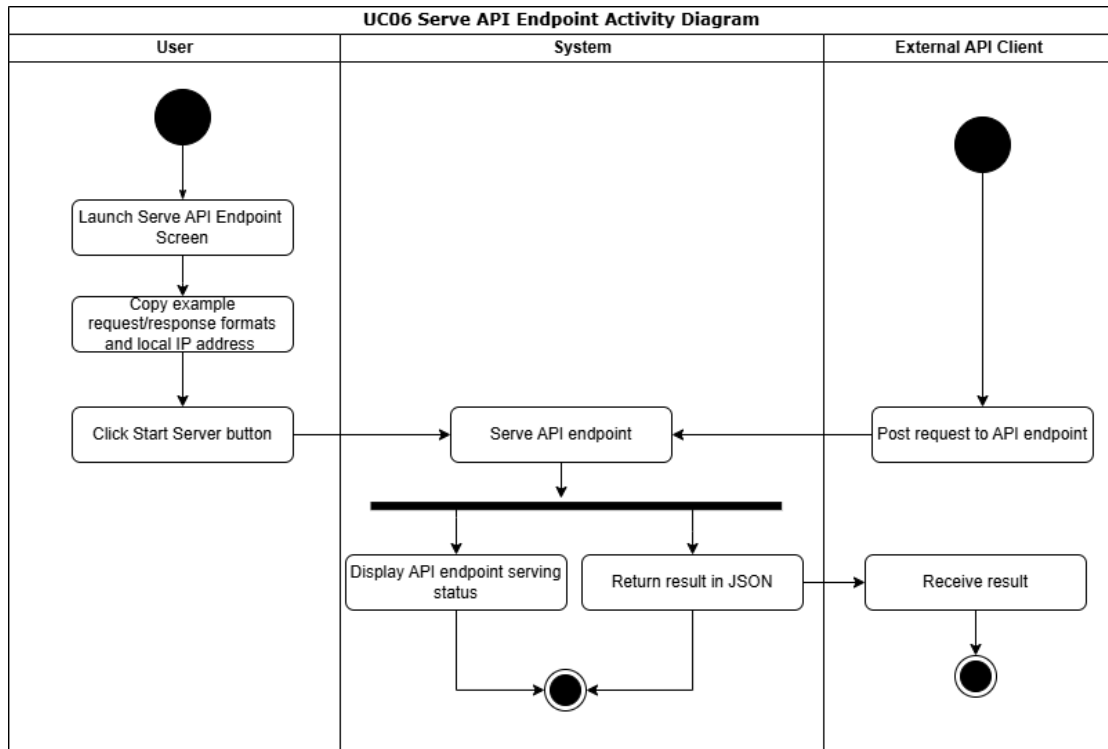 UC06 Serve API Endpoint Activity Diagram
User
System
External API Client
Launch Serve API Endpoint
Screen
Copy example
request/response formats
and local IP address
Click Start Server button
Serve API endpoint
Post request to API endpoint
Display API endpoint serving
status
Return result in JSON
Receive result